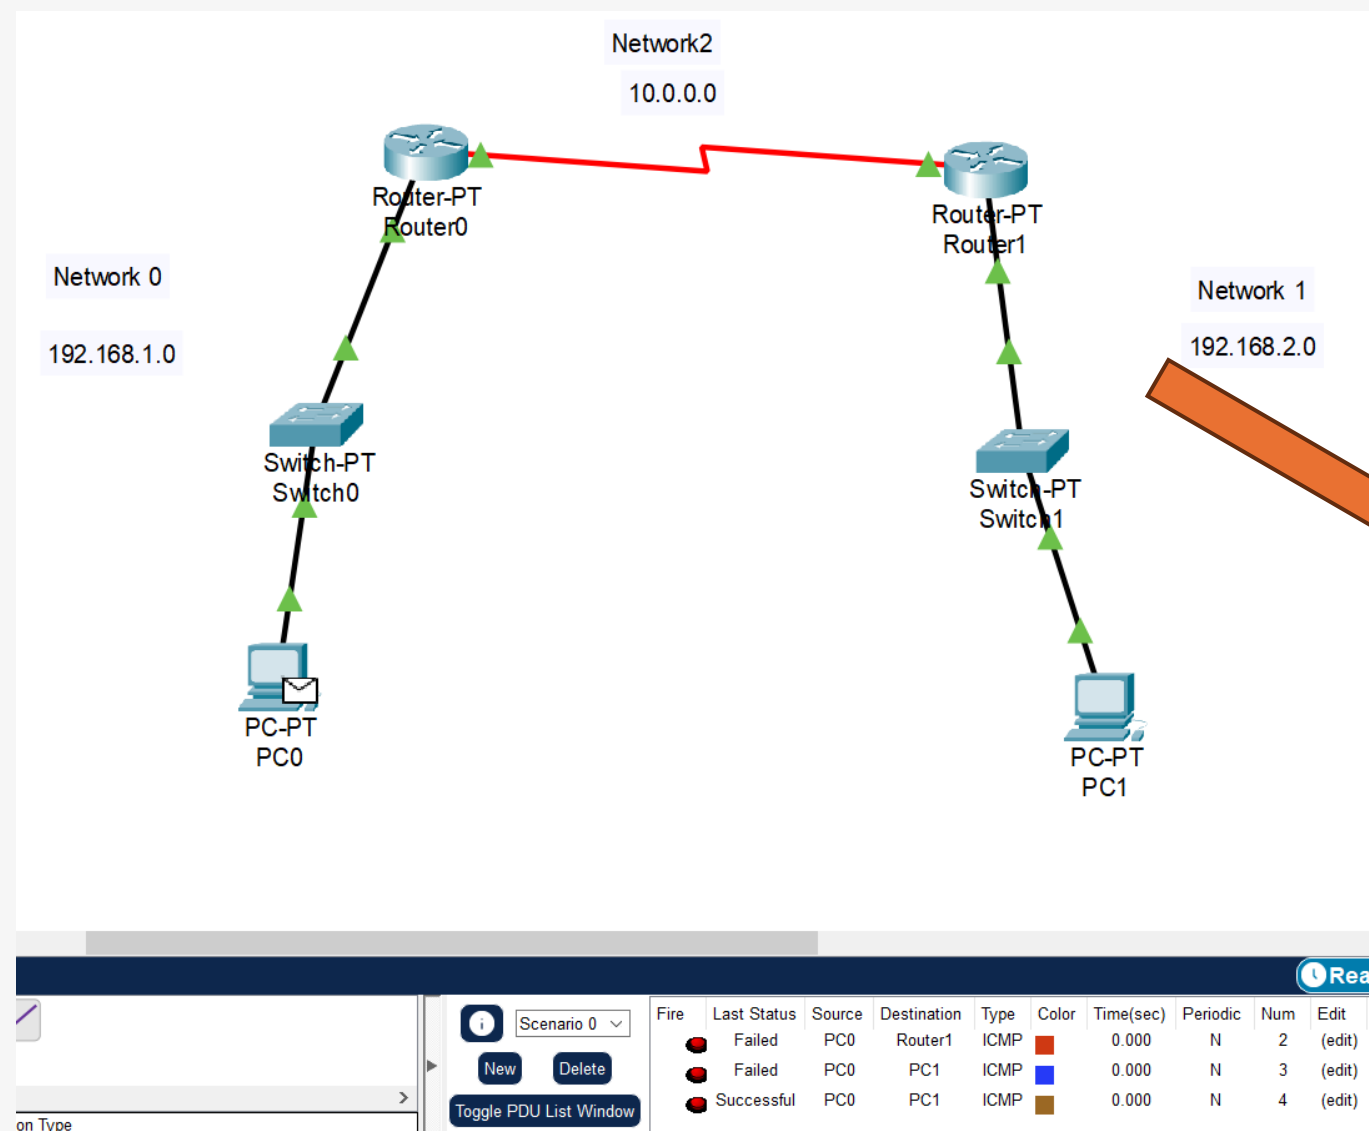 Network2
10.0.0.0
Router-PT
Router0
Router-PT
Router1
Network 0
192.168.1.0
Network 1
192.168.2.0
Switch-PT
Switch0
Switch-PT
Switch1
PC-PT
PC0
PC-PT
PC1
Rea
Scenario 0
New
Delete
Toggle PDU List Window
on Type
Fire Last Status Source Destination Type Color Time(sec) Periodic Num Edit
Failed PC0 Router1 ICMP 0.000 N 2 (edit)
Failed PC0 PC1 ICMP 0.000 N 3 (edit)
Successful PC0 PC1 ICMP 0.000 N 4 (edit)